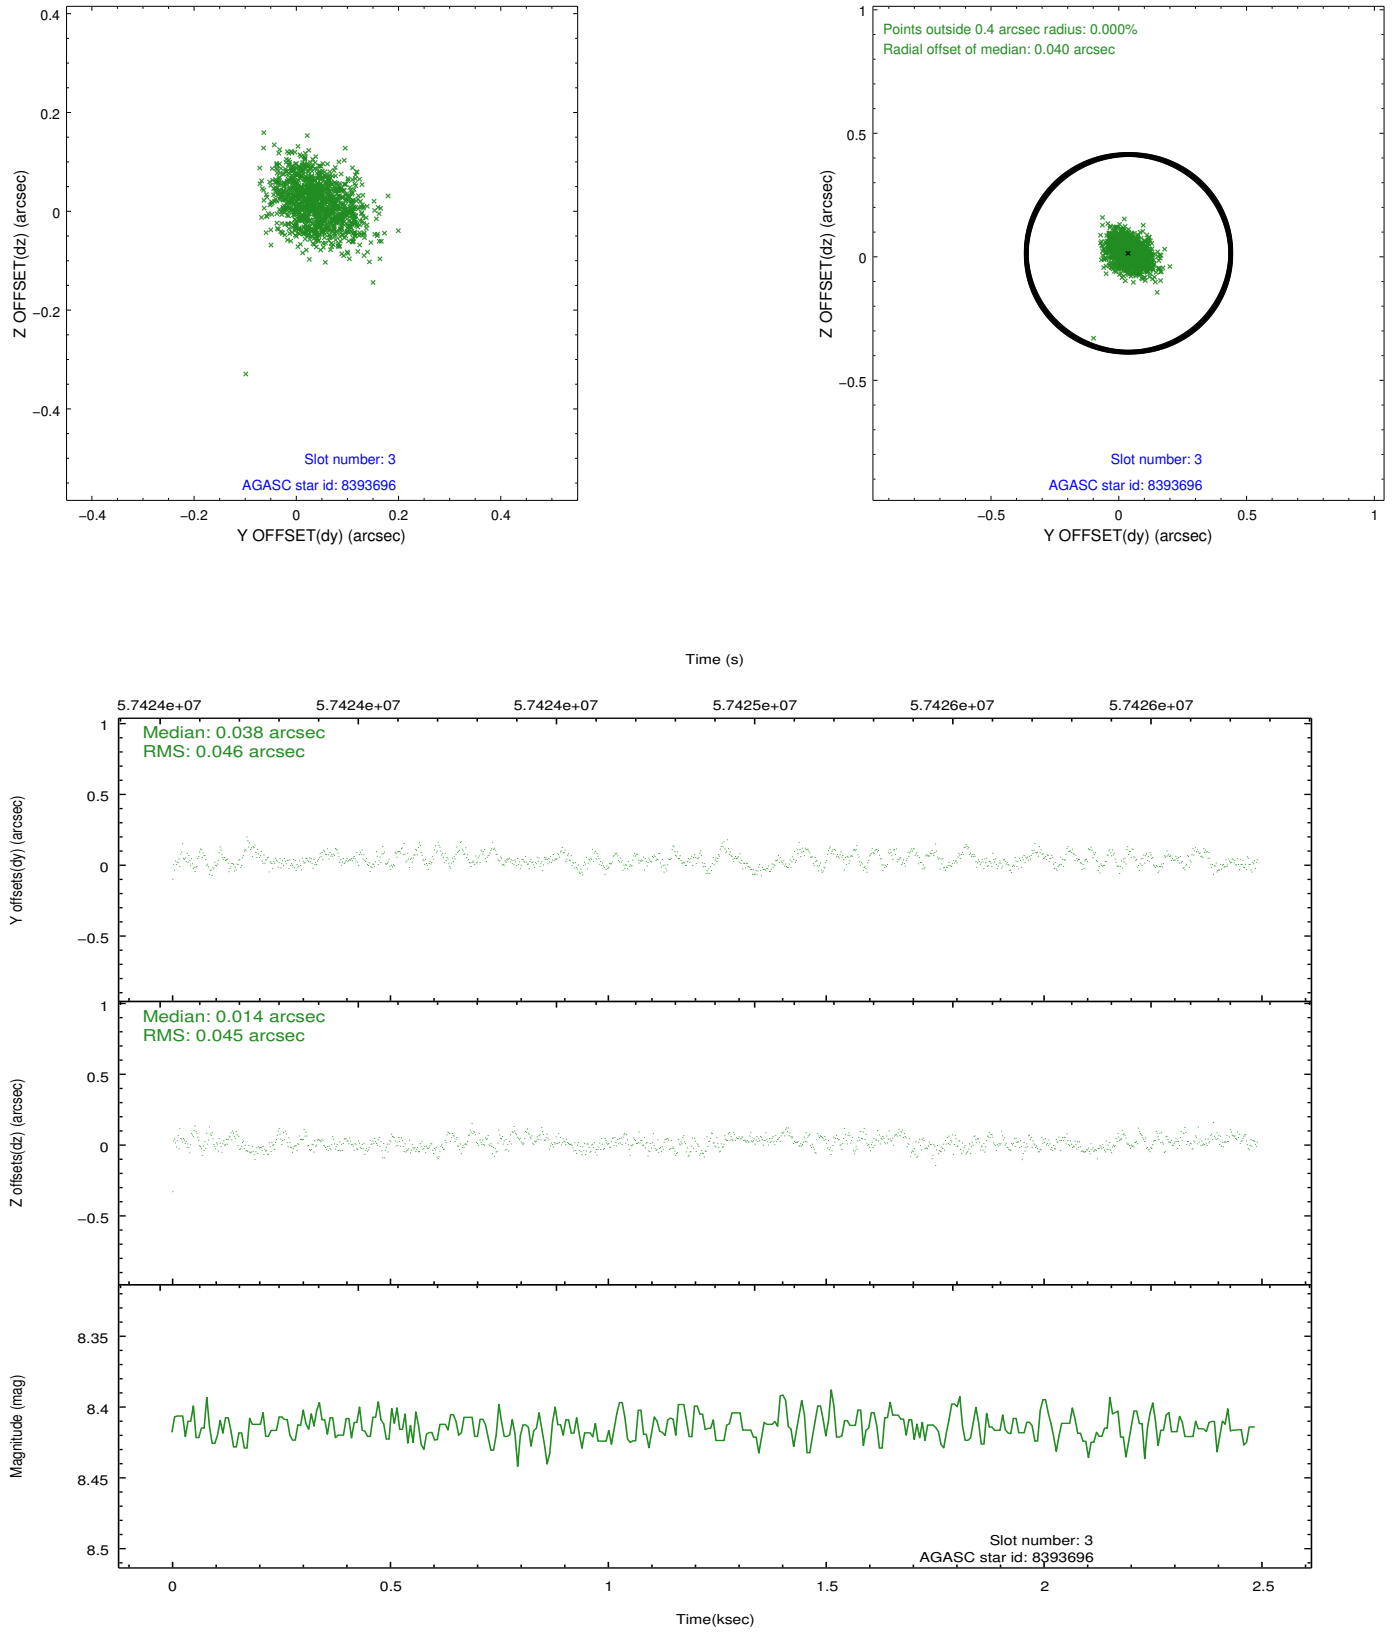 0.4
0.2
0
−0.2
−0.4
Z OFFSET(dz) (arcsec)
Slot number: 3
AGASC star id: 8393696
−0.4 −0.2 0 0.2 0.4
Y OFFSET(dy) (arcsec)
1
0.5
0
−0.5
Z OFFSET(dz) (arcsec)
Points outside 0.4 arcsec radius: 0.000%
Radial offset of median: 0.040 arcsec
Slot number: 3
AGASC star id: 8393696
−0.5 0 0.5 1
Y OFFSET(dy) (arcsec)
Time (s)
5.7424e+07 5.7424e+07 5.7424e+07 5.7425e+07 5.7426e+07 5.7426e+07
Median: 0.038 arcsec
RMS: 0.046 arcsec
1
0.5
0
−0.5
Y offsets(dy) (arcsec)
Median: 0.014 arcsec
RMS: 0.045 arcsec
1
0.5
0
−0.5
Z offsets(dz) (arcsec)
8.35
8.4
8.45
8.5
Magnitude (mag)
Slot number: 3
AGASC star id: 8393696
0 0.5 1 1.5 2 2.5
Time(ksec)